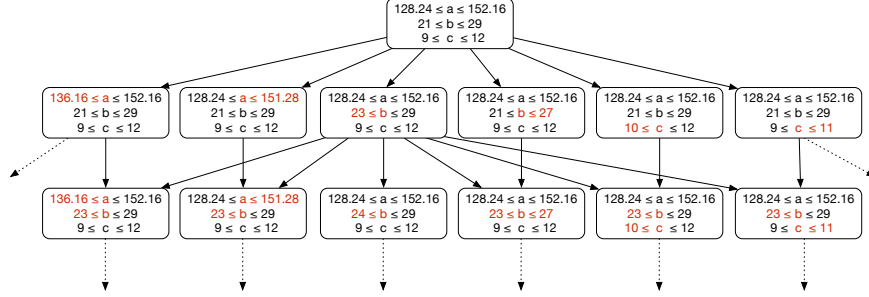 128.24 ≤ a ≤ 152.16
21 ≤ b ≤ 29
9 ≤ c ≤ 12
136.16 ≤ a ≤ 152.16
21 ≤ b ≤ 29
9 ≤ c ≤ 12
128.24 ≤ a ≤ 151.28
21 ≤ b ≤ 29
9 ≤ c ≤ 12
128.24 ≤ a ≤ 152.16
23 ≤ b ≤ 29
9 ≤ c ≤ 12
128.24 ≤ a ≤ 152.16
21 ≤ b ≤ 27
9 ≤ c ≤ 12
128.24 ≤ a ≤ 152.16
21 ≤ b ≤ 29
10 ≤ c ≤ 12
128.24 ≤ a ≤ 152.16
21 ≤ b ≤ 29
9 ≤ c ≤ 11
136.16 ≤ a ≤ 152.16
23 ≤ b ≤ 29
9 ≤ c ≤ 12
128.24 ≤ a ≤ 151.28
23 ≤ b ≤ 29
9 ≤ c ≤ 12
128.24 ≤ a ≤ 152.16
24 ≤ b ≤ 29
9 ≤ c ≤ 12
128.24 ≤ a ≤ 152.16
23 ≤ b ≤ 27
9 ≤ c ≤ 12
128.24 ≤ a ≤ 152.16
23 ≤ b ≤ 29
10 ≤ c ≤ 12
128.24 ≤ a ≤ 152.16
23 ≤ b ≤ 29
9 ≤ c ≤ 11